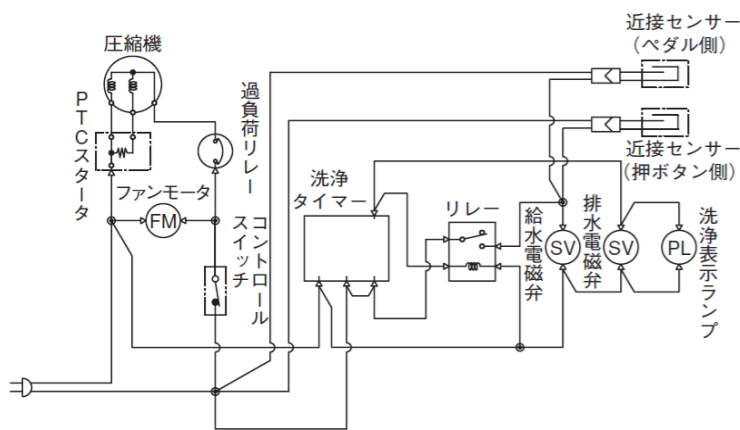 近接センサー
(ペダル側)
圧縮機
PTCスタータ
過負荷リレー
近接センサー
(押ボタン側)
ファンモータ
FM
コントロール
スイッチ
洗浄
タイマー
リレー
給水電磁弁
SV
排水電磁弁
SV
PL
洗浄表示ランプ